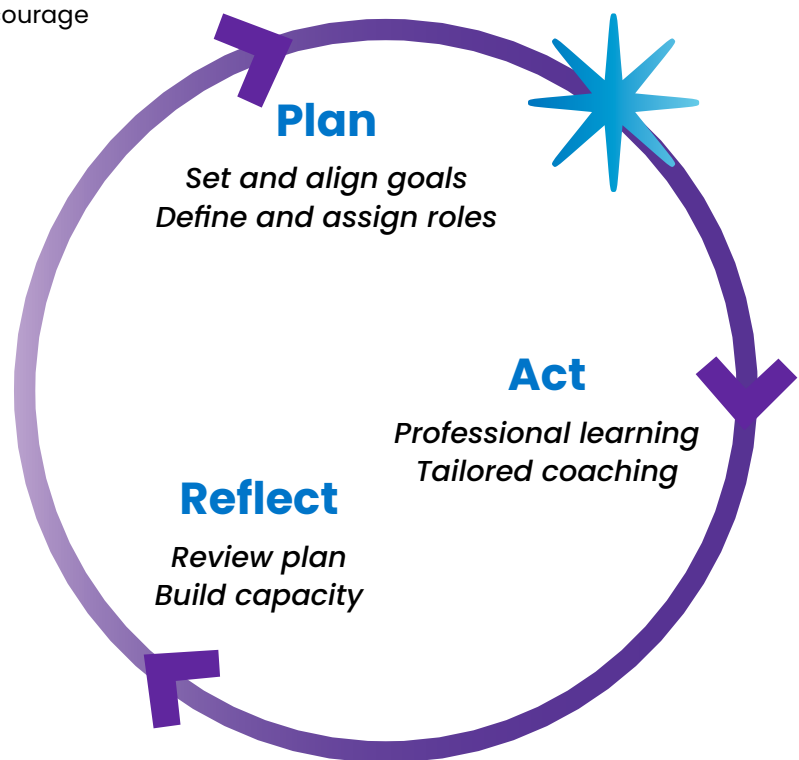 ourage
Plan
Set and align goals
Define and assign roles
Act
Professional learning
Tailored coaching
Reflect
Review plan
Build capacity